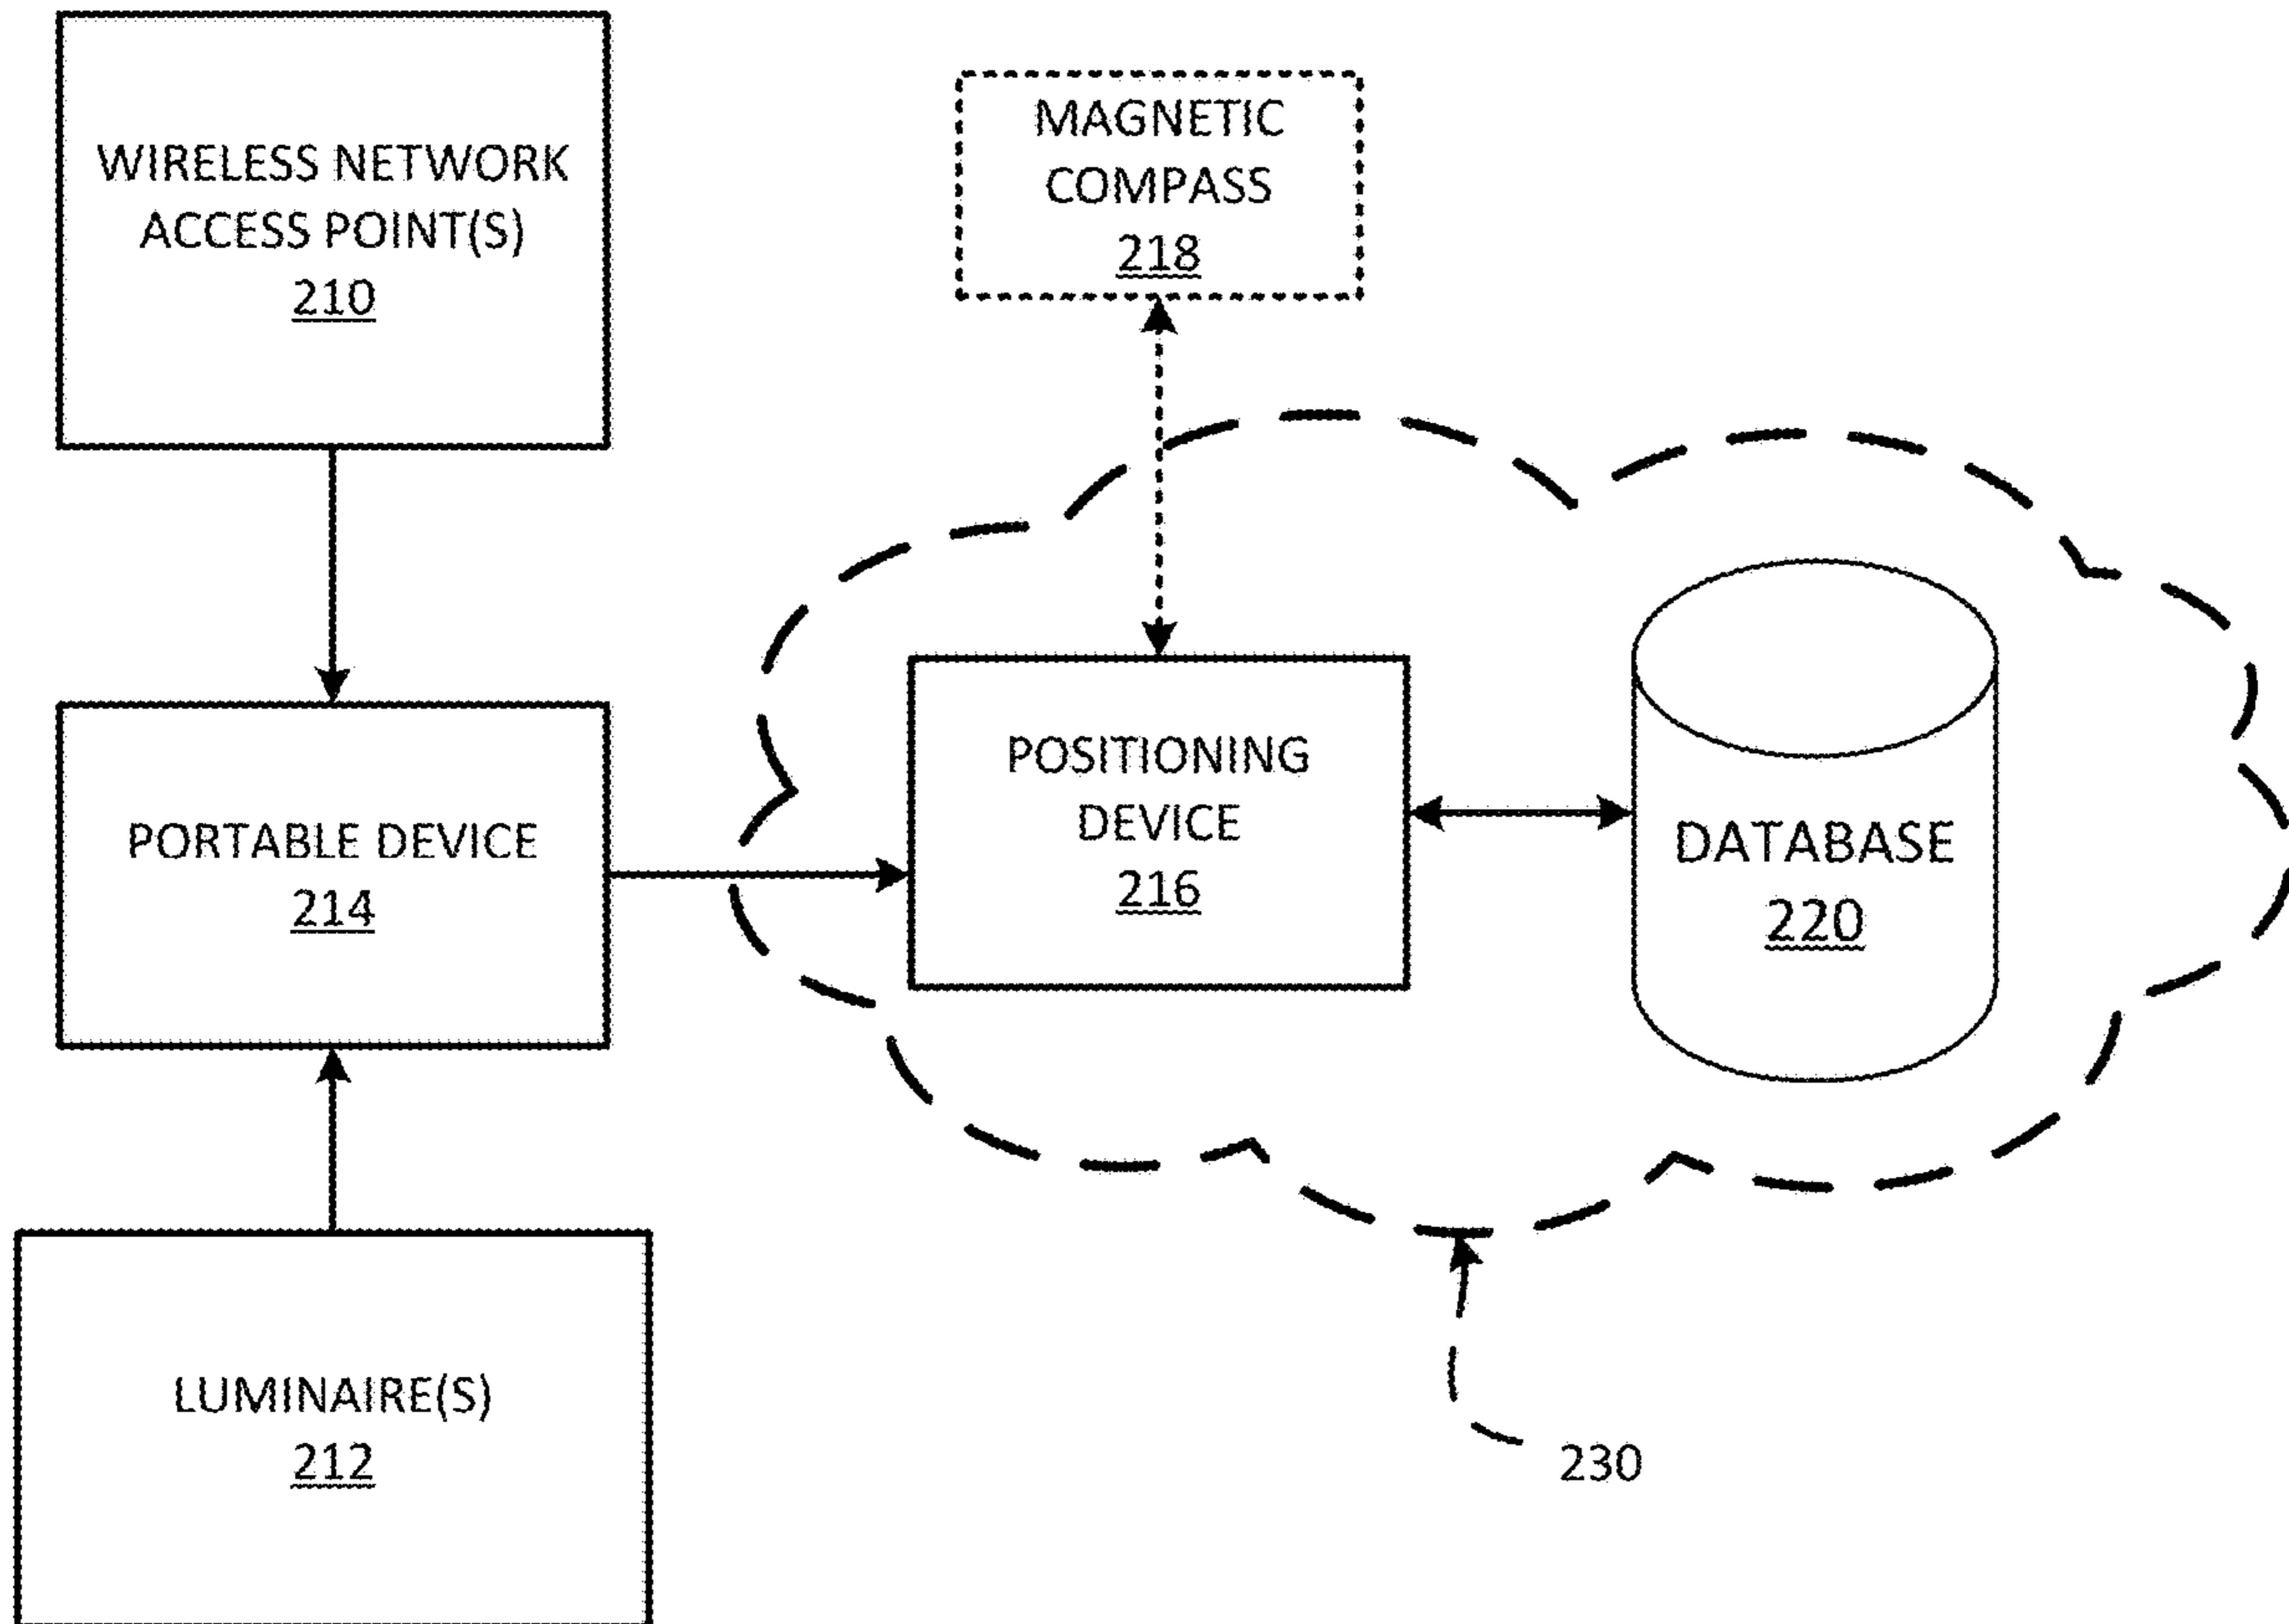 WIRELESS NETWORK
ACCESS POINT(S)
210
MAGNETIC
COMPASS
218
PORTABLE DEVICE
214
POSITIONING
DEVICE
216
DATABASE
220
LUMINAIRE(S)
212
230